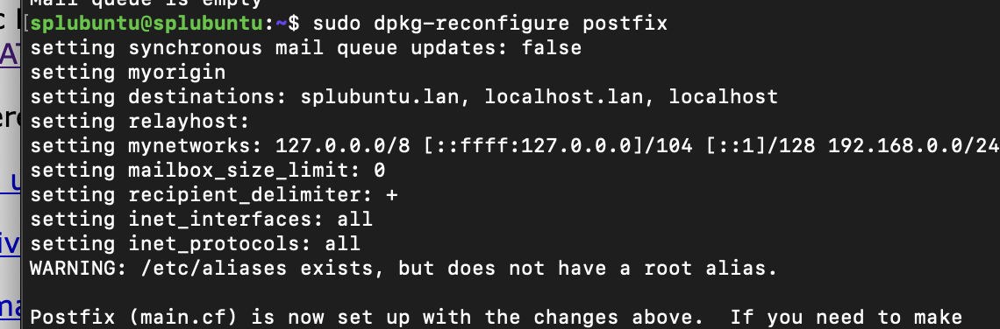 Mail queue is empty
[splubuntu@splubuntu:~$ sudo dpkg-reconfigure postfix
setting synchronous mail queue updates: false
setting myorigin
setting destinations: splubuntu.lan, localhost.lan, localhost
setting relayhost:
setting mynetworks: 127.0.0.0/8 [::ffff:127.0.0.0]/104 [::1]/128 192.168.0.0/24
setting mailbox_size_limit: 0
setting recipient_delimiter: +
setting inet_interfaces: all
setting inet_protocols: all
WARNING: /etc/aliases exists, but does not have a root alias.
Postfix (main.cf) is now set up with the changes above.  If you need to make